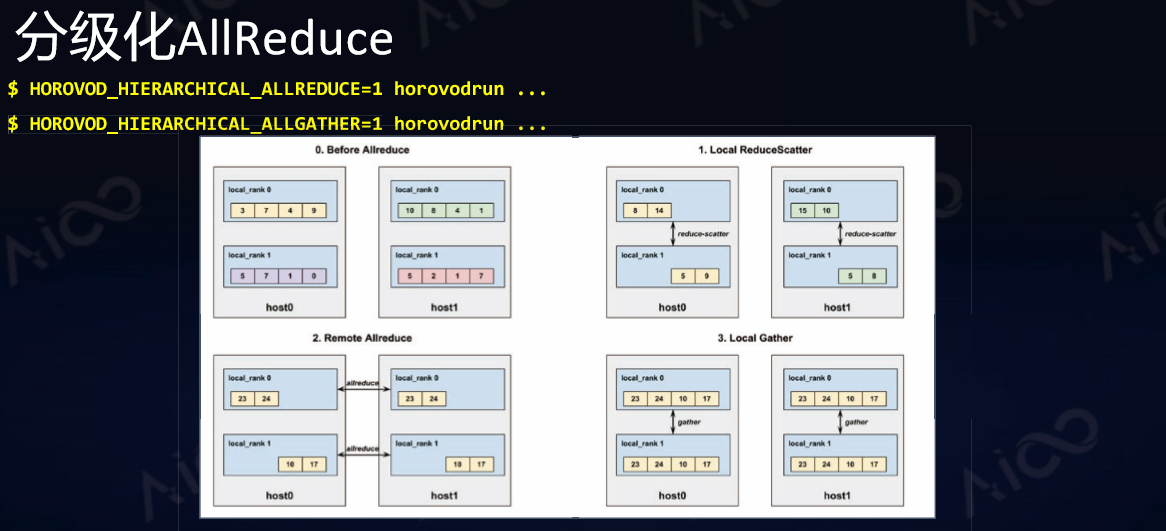 分级化AllReduce
$ HOROVOD_HIERARCHICAL_ALLREDUCE=1 horovodrun ...
$ HOROVOD_HIERARCHICAL_ALLGATHER=1 horovodrun ...
0. Before Allreduce
local_rank 0
3 7 4 9
local_rank 1
5 7 1 0
host0
local_rank 0
10 8 4 1
local_rank 1
5 2 1 7
host1
1. Local ReduceScatter
local_rank 0
8 14
reduce-scatter
local_rank 1
5 9
host0
local_rank 0
15 10
reduce-scatter
local_rank 1
5 8
host1
2. Remote Allreduce
local_rank 0
23 24
allreduce
local_rank 1
10 17
allreduce
host0
local_rank 0
23 24
local_rank 1
10 17
host1
3. Local Gather
local_rank 0
23 24 10 17
gather
local_rank 1
23 24 10 17
host0
local_rank 0
23 24 10 17
gather
local_rank 1
23 24 10 17
host1